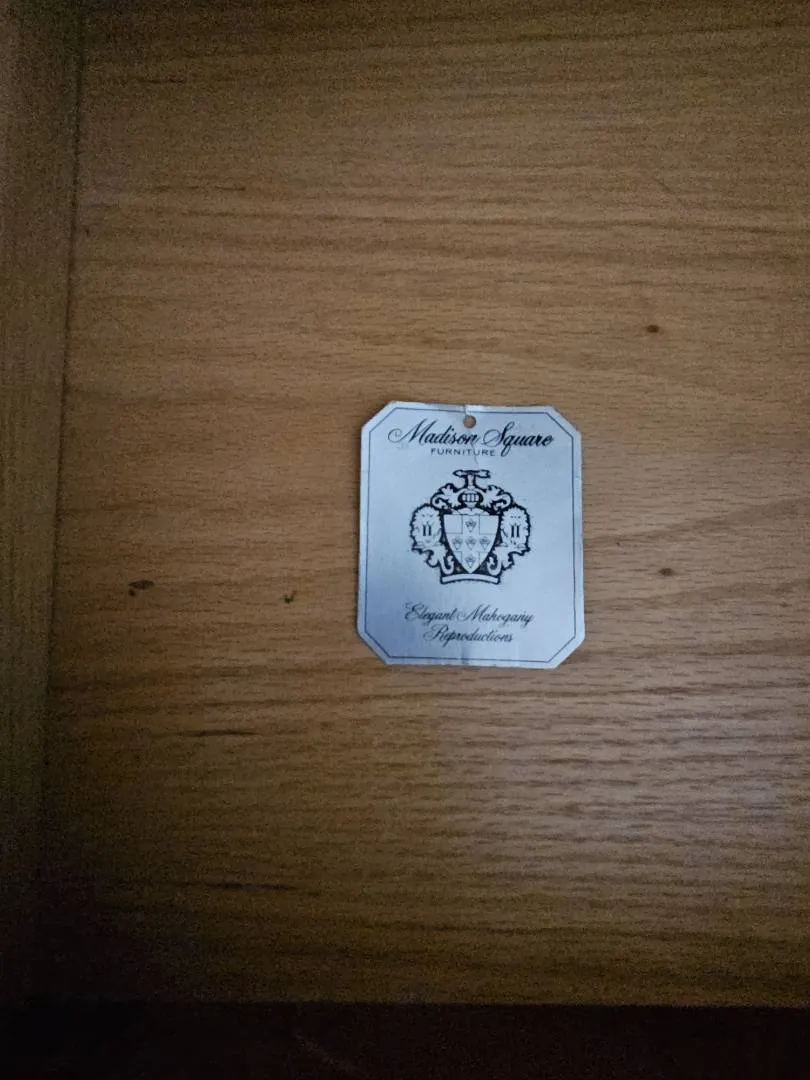 Madison Square
FURNITURE
Elegant Mahogany
Reproductions